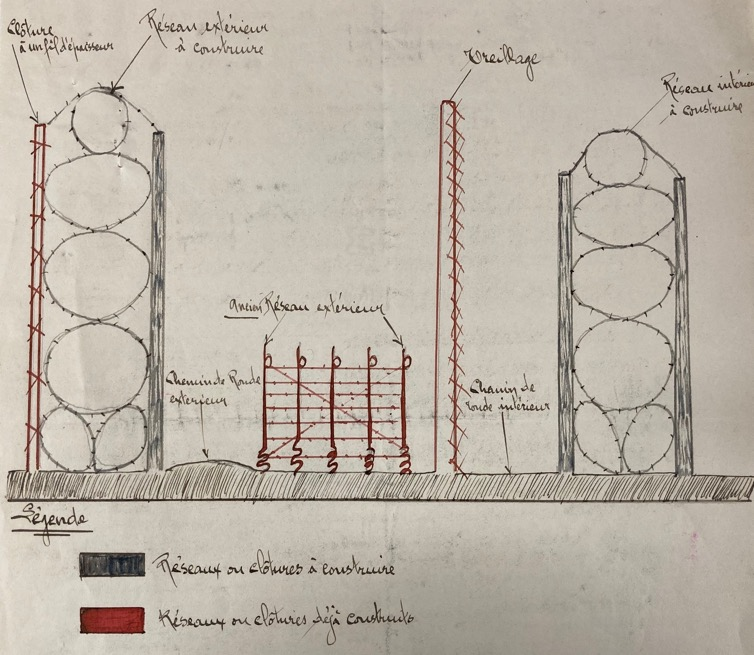 Clôture
à un fil d'épaisseur
Réseau extérieur
à construire
Treillage
Réseau intérieur
à construire
ancien Réseau extérieur
Chemin de Ronde
exterieur
Chemin de
ronde intérieur
Légende
Réseaux ou clôtures à construire
Réseaux ou clôtures déjà construits